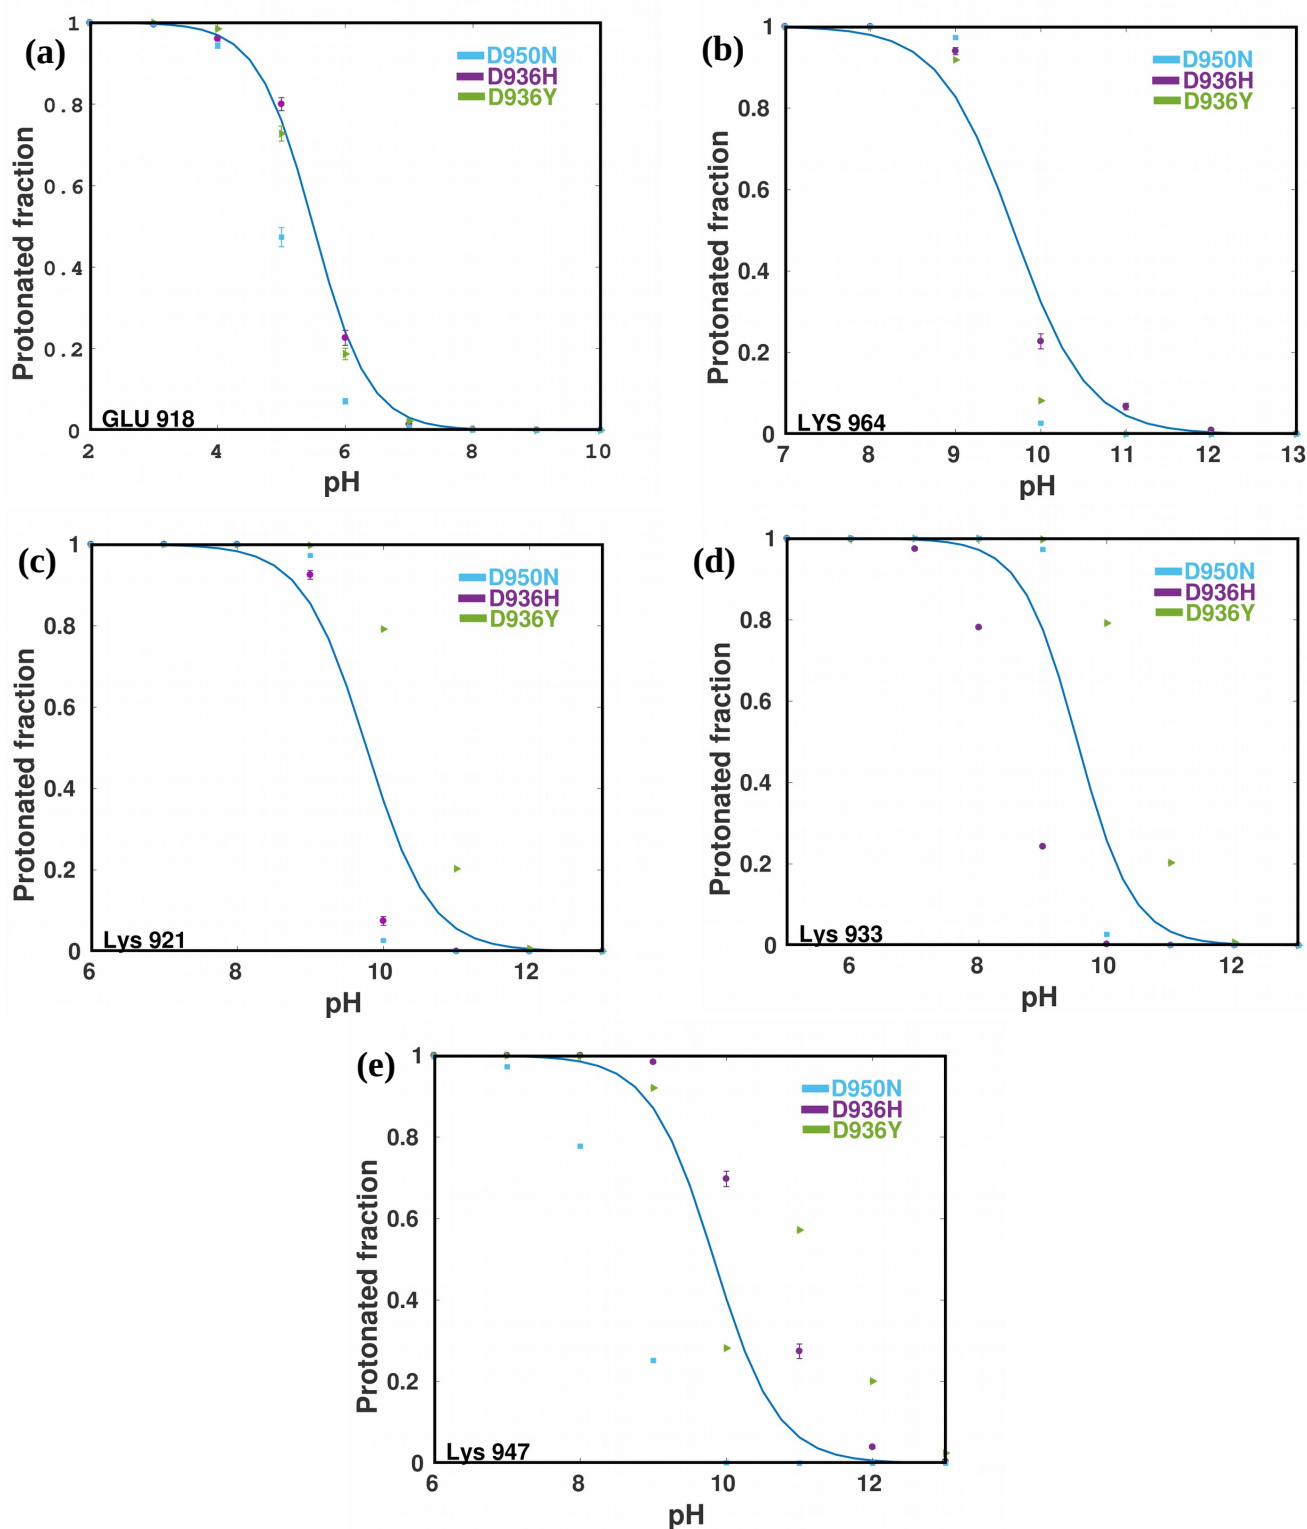 (a)
D950N
D936H
D936Y
1
0.8
0.6
0.4
0.2
0
Protonated fraction
GLU 918
2 4 6 8 10
pH
(b)
D950N
D936H
D936Y
1
0.8
0.6
0.4
0.2
0
Protonated fraction
LYS 964
7 8 9 10 11 12 13
pH
(c)
D950N
D936H
D936Y
1
0.8
0.6
0.4
0.2
0
Protonated fraction
Lys 921
6 8 10 12
pH
(d)
D950N
D936H
D936Y
1
0.8
0.6
0.4
0.2
0
Protonated fraction
Lys 933
6 8 10 12
pH
(e)
D950N
D936H
D936Y
1
0.8
0.6
0.4
0.2
0
Protonated fraction
Lys 947
6 8 10 12
pH